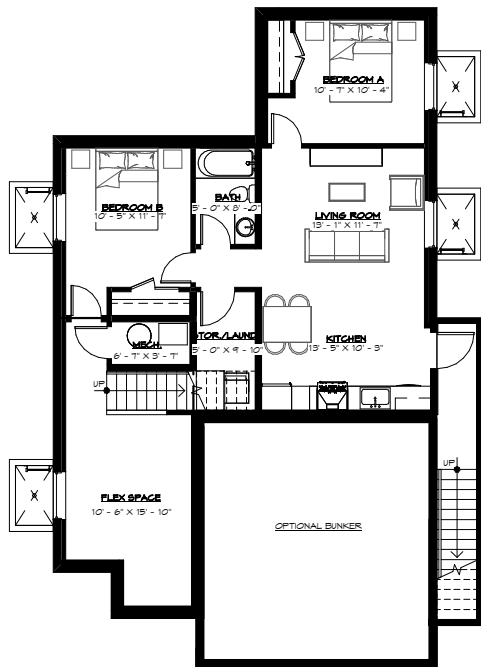 BEDROOM A
10' - 7" X 10' - 4"
BATH
5' - 0" X 8' - 0"
BEDROOM B
10' - 5" X 11' - 7"
LIVING ROOM
13' - 1" X 11' - 7"
STOR./LAUND
5' - 0" X 9' - 10"
MECH.
6' - 7" X 3' - 7"
KITCHEN
13' - 5" X 10' - 3"
UP
UP
FLEX SPACE
10' - 6" X 15' - 10"
OPTIONAL BUNKER